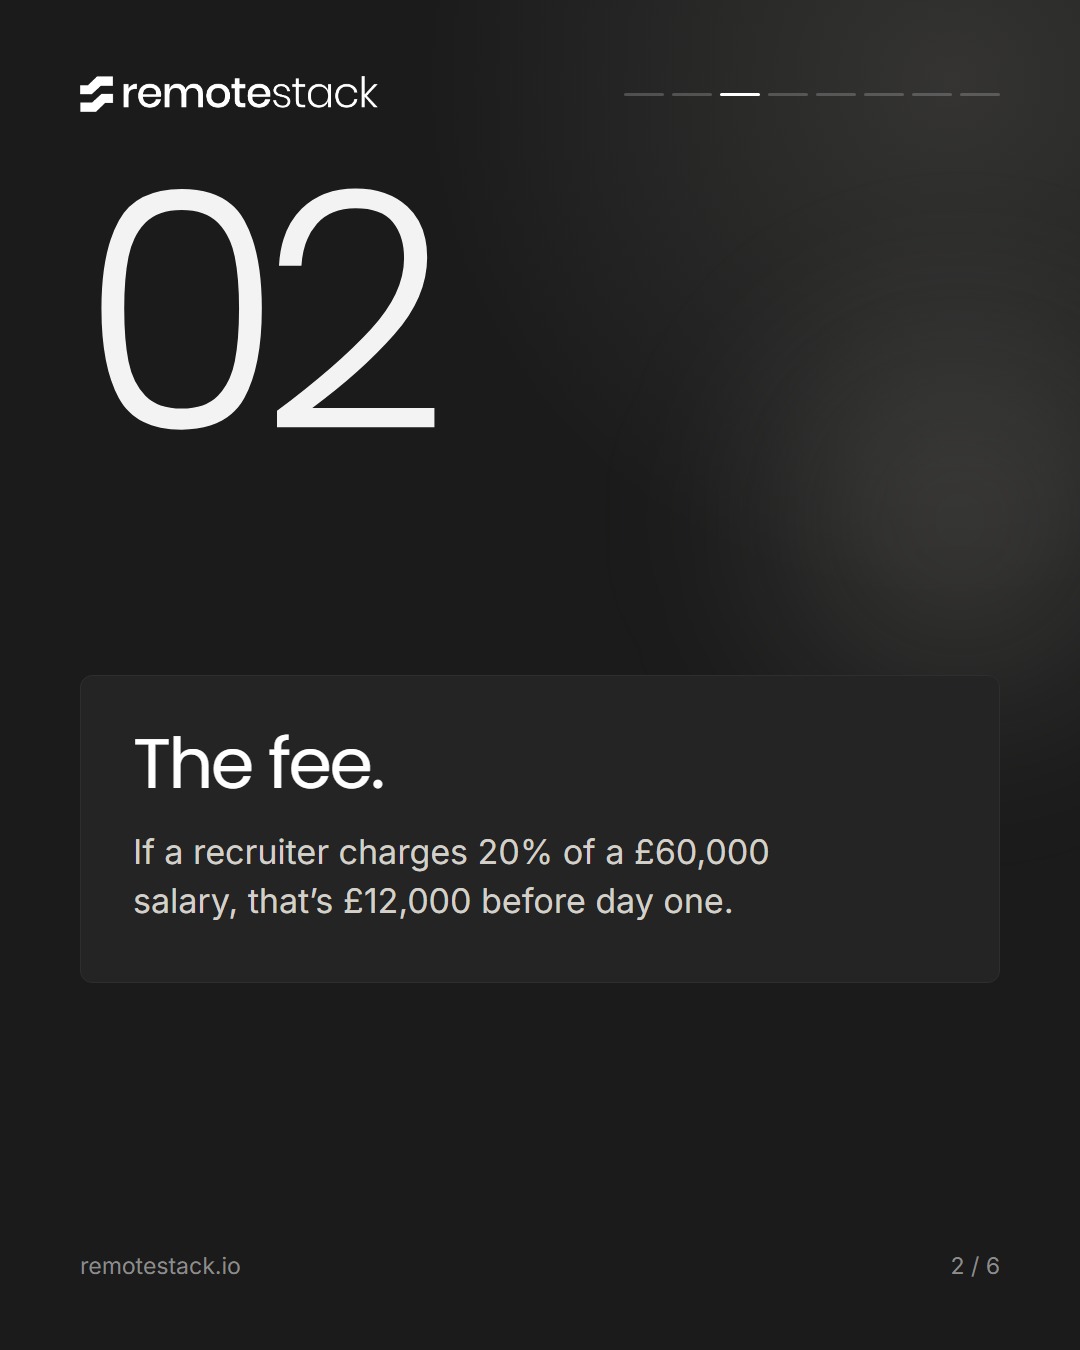 remotestack
02
The fee.
If a recruiter charges 20% of a £60,000
salary, that’s £12,000 before day one.
remotestack.io
2 / 6